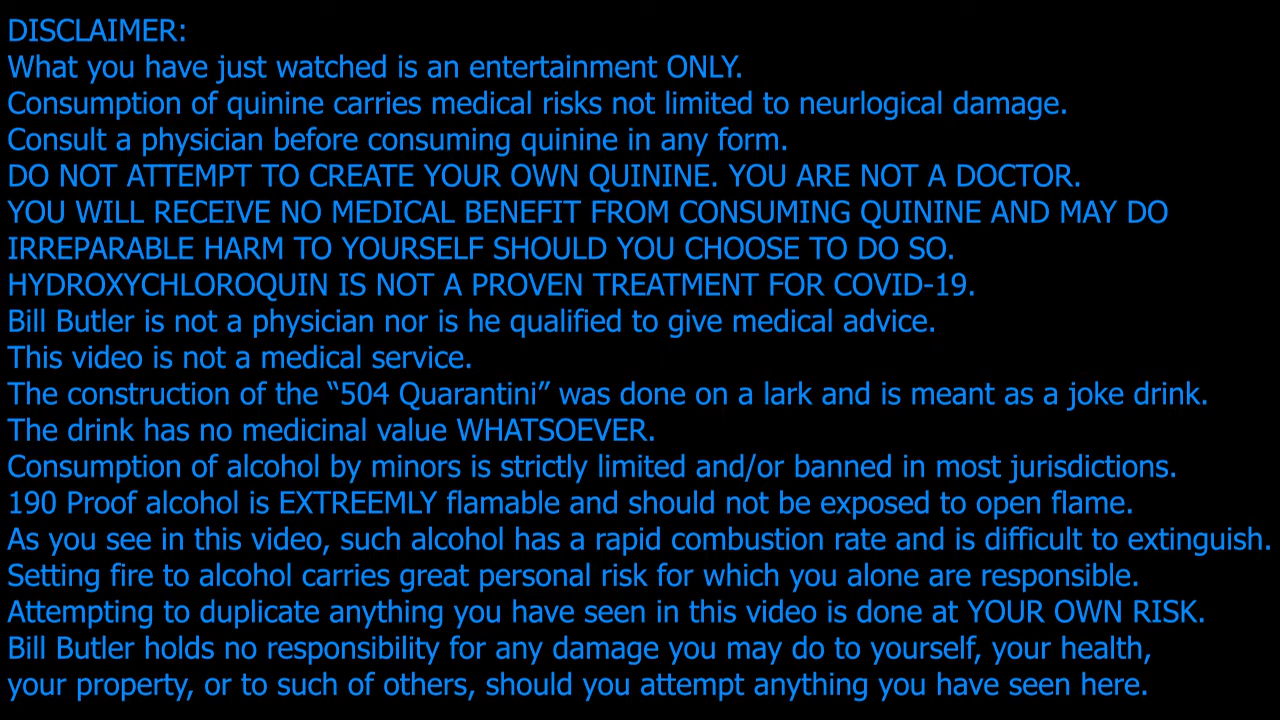 DISCLAIMER:
What you have just watched is an entertainment ONLY.
Consumption of quinine carries medical risks not limited to neurlogical damage.
Consult a physician before consuming quinine in any form.
DO NOT ATTEMPT TO CREATE YOUR OWN QUININE. YOU ARE NOT A DOCTOR.
YOU WILL RECEIVE NO MEDICAL BENEFIT FROM CONSUMING QUININE AND MAY DO
IRREPARABLE HARM TO YOURSELF SHOULD YOU CHOOSE TO DO SO.
HYDROXYCHLOROQUIN IS NOT A PROVEN TREATMENT FOR COVID-19.
Bill Butler is not a physician nor is he qualified to give medical advice.
This video is not a medical service.
The construction of the “504 Quarantini” was done on a lark and is meant as a joke drink.
The drink has no medicinal value WHATSOEVER.
Consumption of alcohol by minors is strictly limited and/or banned in most jurisdictions.
190 Proof alcohol is EXTREEMLY flamable and should not be exposed to open flame.
As you see in this video, such alcohol has a rapid combustion rate and is difficult to extinguish.
Setting fire to alcohol carries great personal risk for which you alone are responsible.
Attempting to duplicate anything you have seen in this video is done at YOUR OWN RISK.
Bill Butler holds no responsibility for any damage you may do to yourself, your health,
your property, or to such of others, should you attempt anything you have seen here.